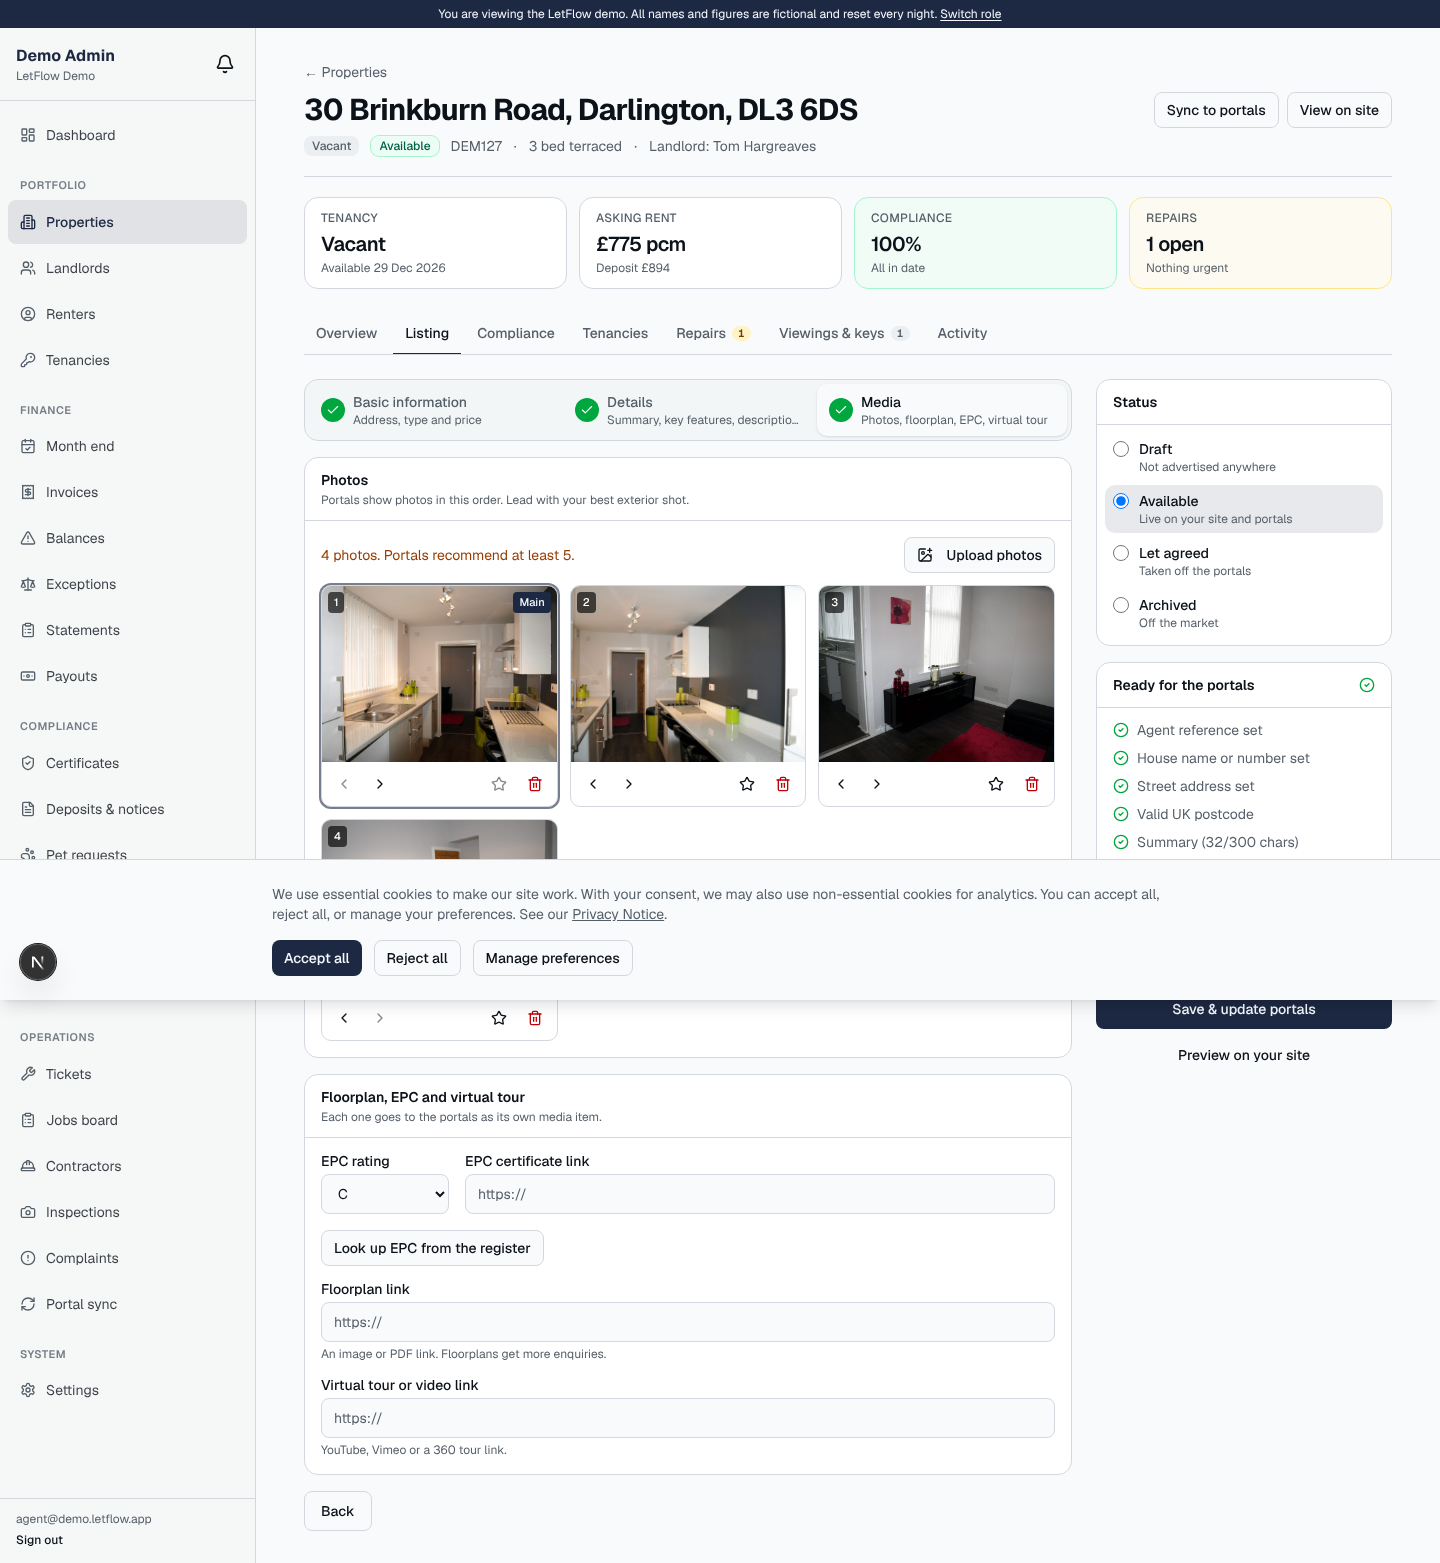 You are viewing the LetFlow demo. All names and figures are fictional and reset every night. Switch role
Demo Admin
LetFlow Demo
Dashboard
PORTFOLIO
Properties
Landlords
Renters
Tenancies
FINANCE
Month end
Invoices
Balances
Exceptions
Statements
Payouts
COMPLIANCE
Certificates
Deposits & notices
Pet requests
← Properties
30 Brinkburn Road, Darlington, DL3 6DS
Sync to portals
View on site
Vacant
Available
DEM127 · 3 bed terraced · Landlord: Tom Hargreaves
TENANCY
Vacant
Available 29 Dec 2026
ASKING RENT
£775 pcm
Deposit £894
COMPLIANCE
100%
All in date
REPAIRS
1 open
Nothing urgent
Overview
Listing
Compliance
Tenancies
Repairs 1
Viewings & keys 1
Activity
Basic information
Address, type and price
Details
Summary, key features, descriptio...
Media
Photos, floorplan, EPC, virtual tour
Photos
Portals show photos in this order. Lead with your best exterior shot.
4 photos. Portals recommend at least 5.
Upload photos
1
Main
2
3
4
Status
Draft
Not advertised anywhere
Available
Live on your site and portals
Let agreed
Taken off the portals
Archived
Off the market
Ready for the portals
Agent reference set
House name or number set
Street address set
Valid UK postcode
Summary (32/300 chars)
We use essential cookies to make our site work. With your consent, we may also use non-essential cookies for analytics. You can accept all,
reject all, or manage your preferences. See our Privacy Notice.
Accept all
Reject all
Manage preferences
N
Save & update portals
Preview on your site
OPERATIONS
Tickets
Jobs board
Contractors
Inspections
Complaints
Portal sync
SYSTEM
Settings
Floorplan, EPC and virtual tour
Each one goes to the portals as its own media item.
EPC rating
C
EPC certificate link
https://
Look up EPC from the register
Floorplan link
https://
An image or PDF link. Floorplans get more enquiries.
Virtual tour or video link
https://
YouTube, Vimeo or a 360 tour link.
Back
agent@demo.letflow.app
Sign out